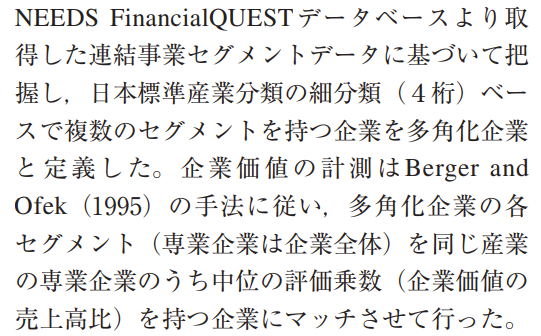 NEEDS FinancialQUESTデータベースより取
得した連結事業セグメントデータに基づいて把
握し，日本標準産業分類の細分類（４桁）ベー
スで複数のセグメントを持つ企業を多角化企業
と定義した。企業価値の計測はBerger and
Ofek（1995）の手法に従い，多角化企業の各
セグメント（専業企業は企業全体）を同じ産業
の専業企業のうち中位の評価乗数（企業価値の
売上高比）を持つ企業にマッチさせて行った。